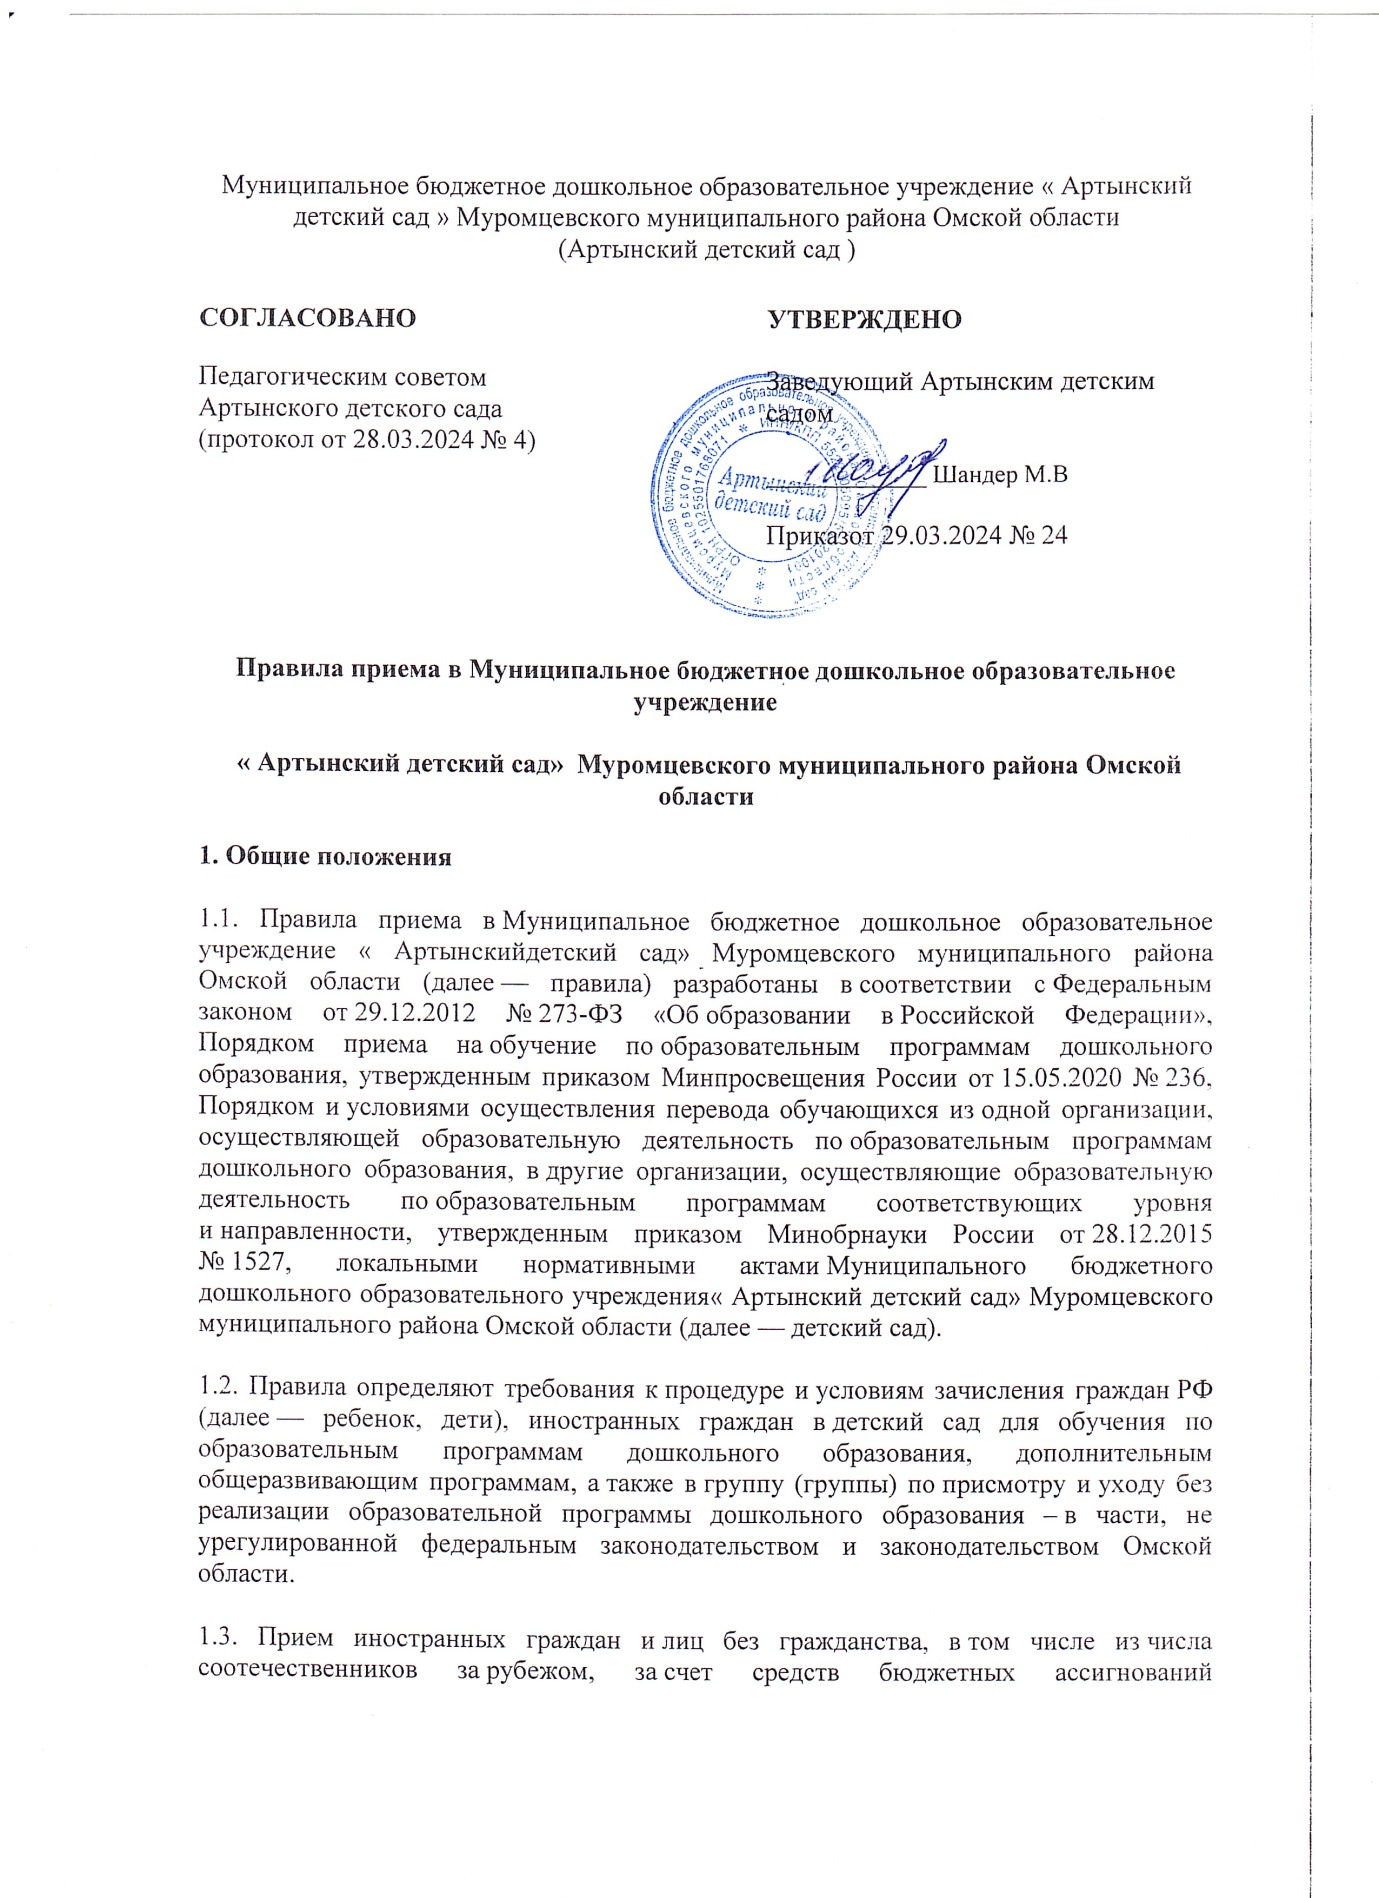 Муниципальное бюджетное дошкольное образовательное учреждение « Артынский
детский сад » Муромцевского муниципального района Омской области
(Артынский детский сад )
СОГЛАСОВАНО
Педагогическим советом
Артынского детского сада
(протокол от 28.03.2024 № 4)
УТВЕРЖДЕНО
Заведующий Артынским детским
садом
Шандер М.В
Приказот 29.03.2024 № 24
Артынский
детский сад
Правила приема в Муниципальное бюджетное дошкольное образовательное
учреждение
« Артынский детский сад» Муромцевского муниципального района Омской
области
1. Общие положения
1.1. Правила приема в Муниципальное бюджетное дошкольное образовательное
учреждение « Артынскийдетский сад» Муромцевского муниципального района
Омской области (далее — правила) разработаны в соответствии с Федеральным
законом от 29.12.2012 № 273-ФЗ «Об образовании в Российской Федерации»,
Порядком приема на обучение по образовательным программам дошкольного
образования, утвержденным приказом Минпросвещения России от 15.05.2020 № 236,
Порядком и условиями осуществления перевода обучающихся из одной организации,
осуществляющей образовательную деятельность по образовательным программам
дошкольного образования, в другие организации, осуществляющие образовательную
деятельность по образовательным программам соответствующих уровня
и направленности, утвержденным приказом Минобрнауки России от 28.12.2015
№ 1527, локальными нормативными актами Муниципального бюджетного
дошкольного образовательного учреждения« Артынский детский сад» Муромцевского
муниципального района Омской области (далее — детский сад).
1.2. Правила определяют требования к процедуре и условиям зачисления граждан РФ
(далее — ребенок, дети), иностранных граждан в детский сад для обучения по
образовательным программам дошкольного образования, дополнительным
общеразвивающим программам, а также в группу (группы) по присмотру и уходу без
реализации образовательной программы дошкольного образования – в части, не
урегулированной федеральным законодательством и законодательством Омской
области.
1.3. Прием иностранных граждан и лиц без гражданства, в том числе из числа
соотечественников за рубежом, за счет средств бюджетных ассигнований